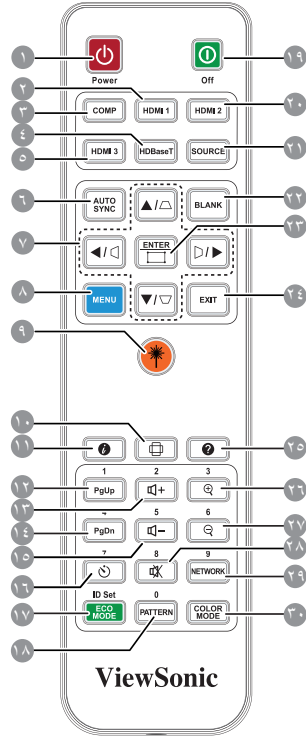 ١
١٩
Power
Off
٢
٣
COMP
HDMI 1
HDMI 2
٢٠
٤
٥
HDMI 3
HDBaseT
SOURCE
٢١
٦
AUTO
SYNC
BLANK
٢٢
ENTER
٢٣
٧
٨
MENU
EXIT
٢٤
٩
١٠
١١
i
?
٢٥
1
2
3
١٢
PgUp
+
٢٦
١٣
4
5
6
١٤
PgDn
-
٢٧
١٥
٢٨
7
8
9
١٦
NETWORK
٢٩
ID Set
0
١٧
ECO
MODE
PATTERN
COLOR
MODE
٣٠
١٨
ViewSonic